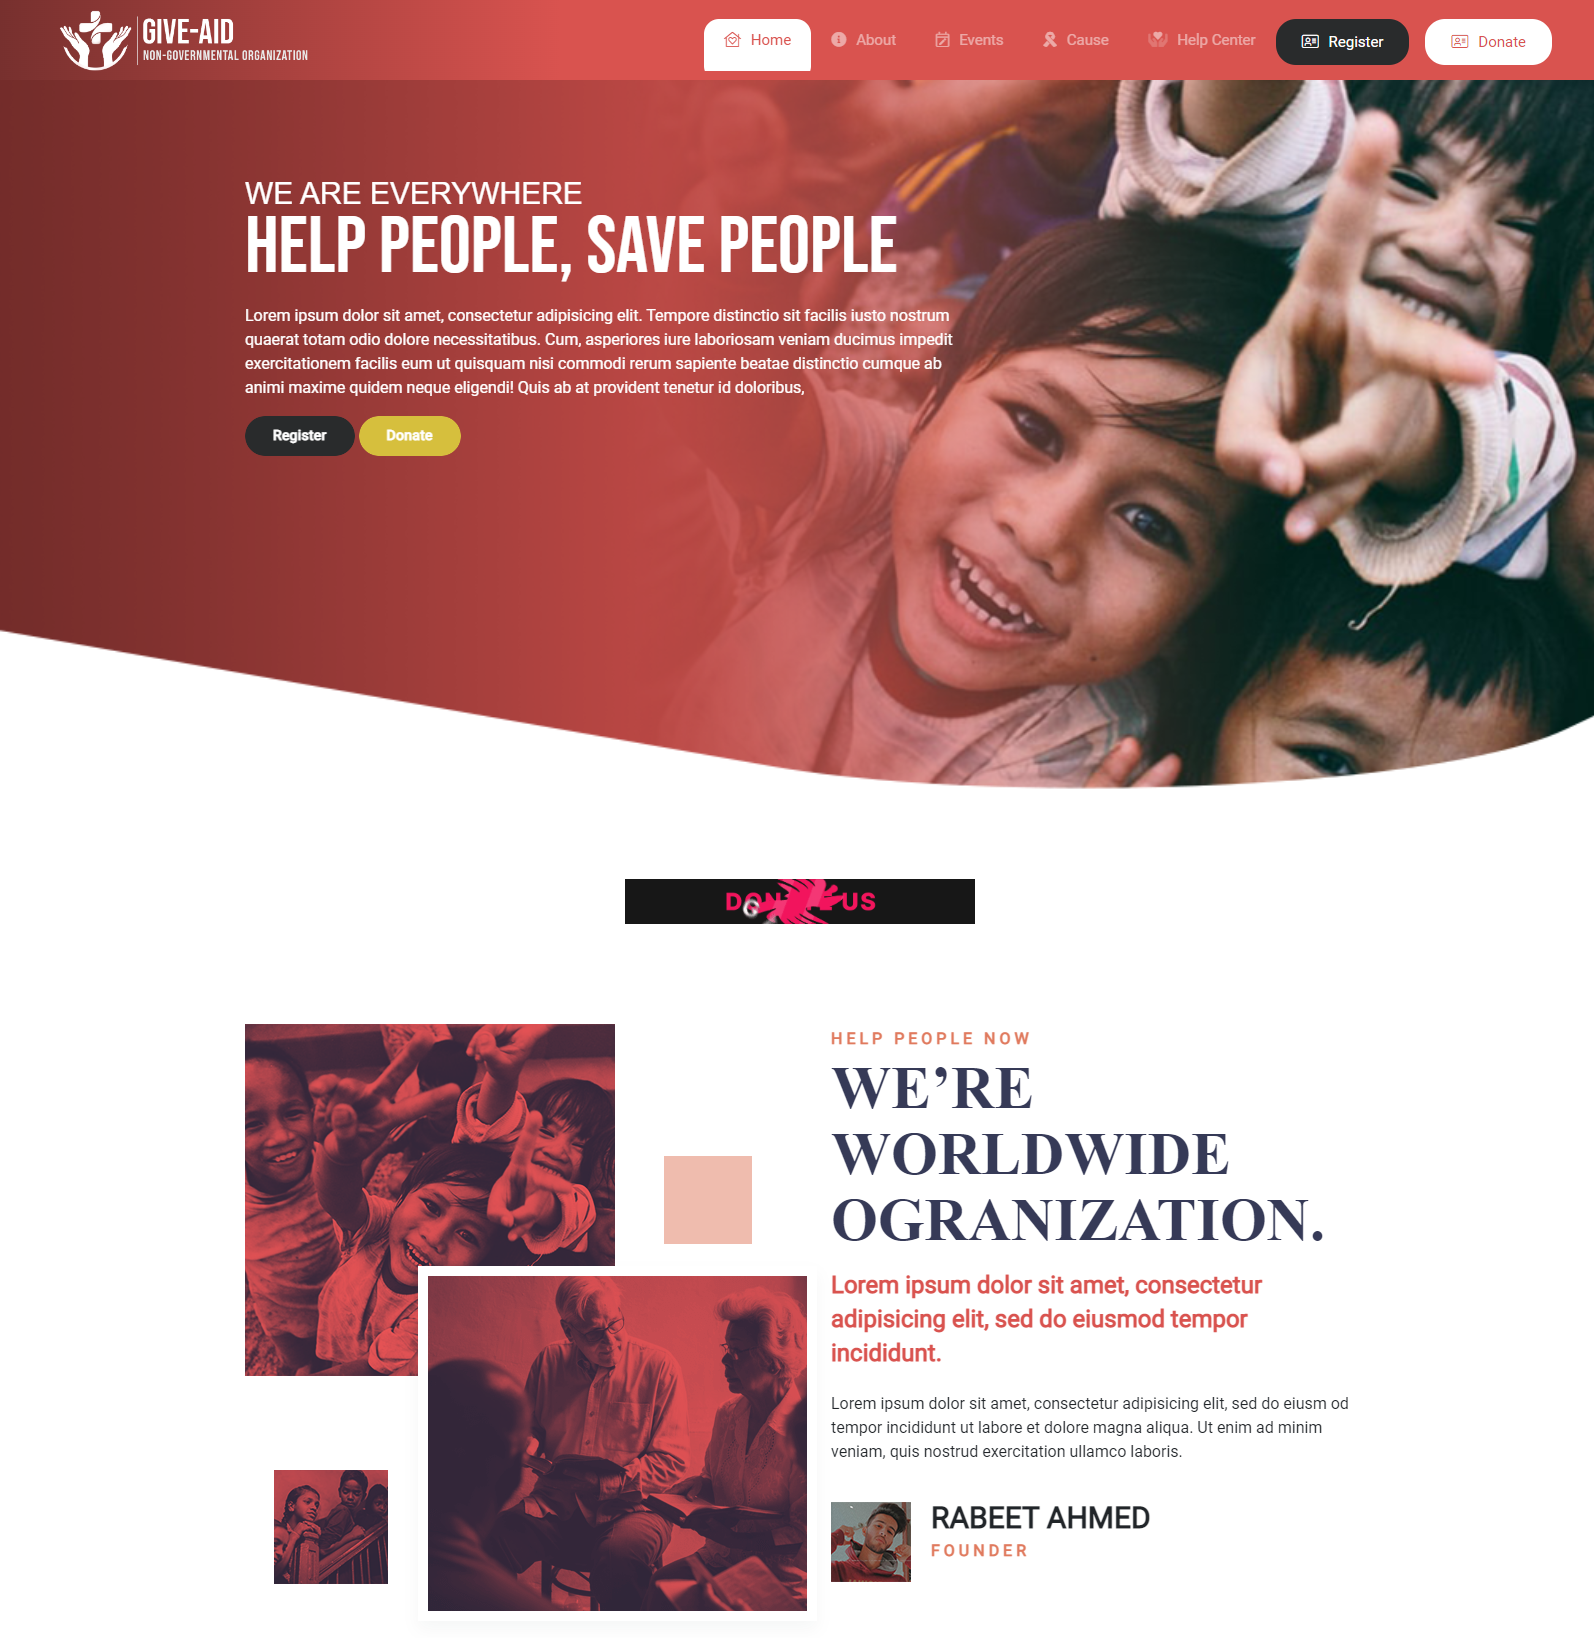 GIVE-AID
NON-GOVERNMENTAL ORGANIZATION
Home
About
Events
Cause
Help Center
Register
Donate
WE ARE EVERYWHERE
HELP PEOPLE, SAVE PEOPLE
Lorem ipsum dolor sit amet, consectetur adipisicing elit. Tempore distinctio sit facilis iusto nostrum
quaerat totam odio dolore necessitatibus. Cum, asperiores iure laboriosam veniam ducimus impedit
exercitationem facilis eum ut quisquam nisi commodi rerum sapiente beatae distinctio cumque ab
animi maxime quidem neque eligendi! Quis ab at provident tenetur id doloribus,
Register
Donate
US
HELP PEOPLE NOW
WE’RE
WORLDWIDE
OGRANIZATION.
Lorem ipsum dolor sit amet, consectetur
adipisicing elit, sed do eiusmod tempor
incididunt.
Lorem ipsum dolor sit amet, consectetur adipisicing elit, sed do eiusm od
tempor incididunt ut labore et dolore magna aliqua. Ut enim ad minim
veniam, quis nostrud exercitation ullamco laboris.
RABEET AHMED
FOUNDER